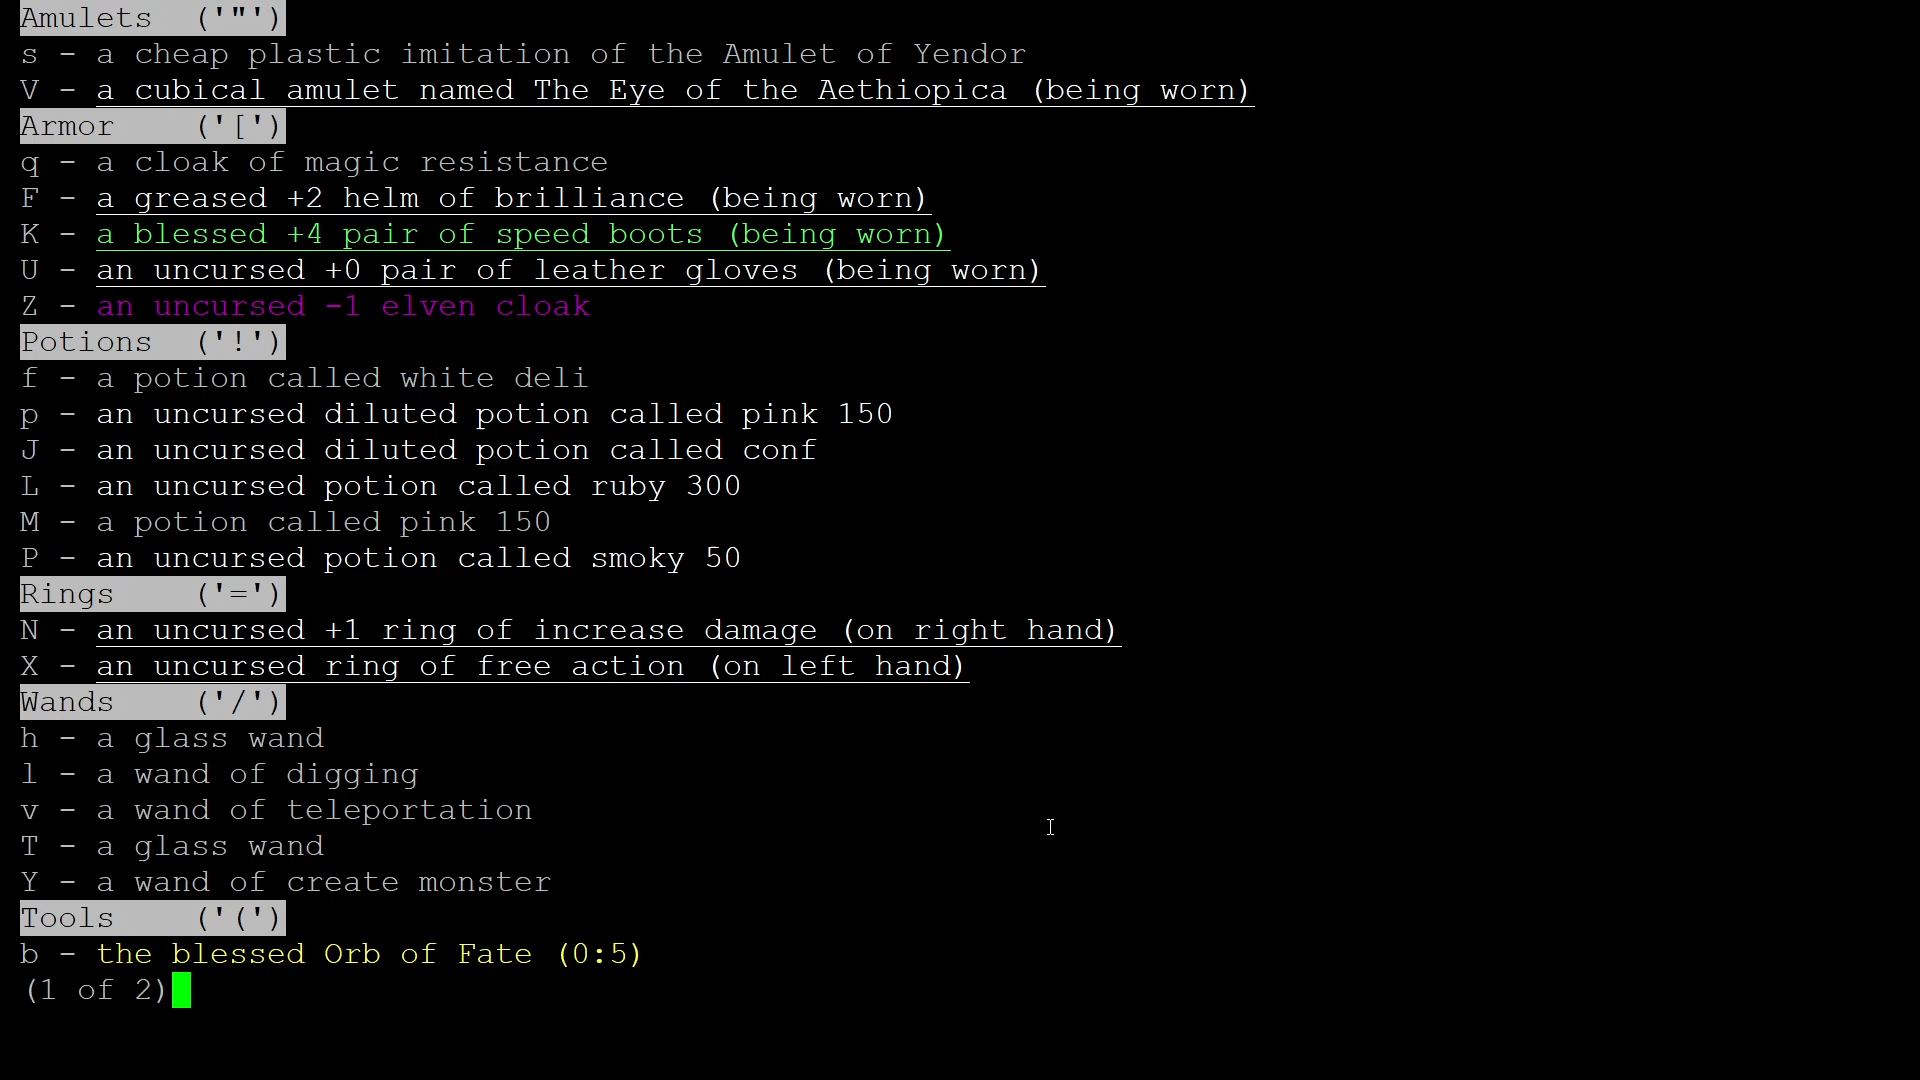 Amulets  ('"')
s - a cheap plastic imitation of the Amulet of Yendor
V - a cubical amulet named The Eye of the Aethiopica (being worn)
Armor    ('[')
q - a cloak of magic resistance
F - a greased +2 helm of brilliance (being worn)
K - a blessed +4 pair of speed boots (being worn)
U - an uncursed +0 pair of leather gloves (being worn)
Z - an uncursed -1 elven cloak
Potions  ('!')
f - a potion called white deli
p - an uncursed diluted potion called pink 150
J - an uncursed diluted potion called conf
L - an uncursed potion called ruby 300
M - a potion called pink 150
P - an uncursed potion called smoky 50
Rings    ('=')
N - an uncursed +1 ring of increase damage (on right hand)
X - an uncursed ring of free action (on left hand)
Wands    ('/')
h - a glass wand
l - a wand of digging
v - a wand of teleportation
T - a glass wand
Y - a wand of create monster
Tools    ('(')
b - the blessed Orb of Fate (0:5)
(1 of 2)